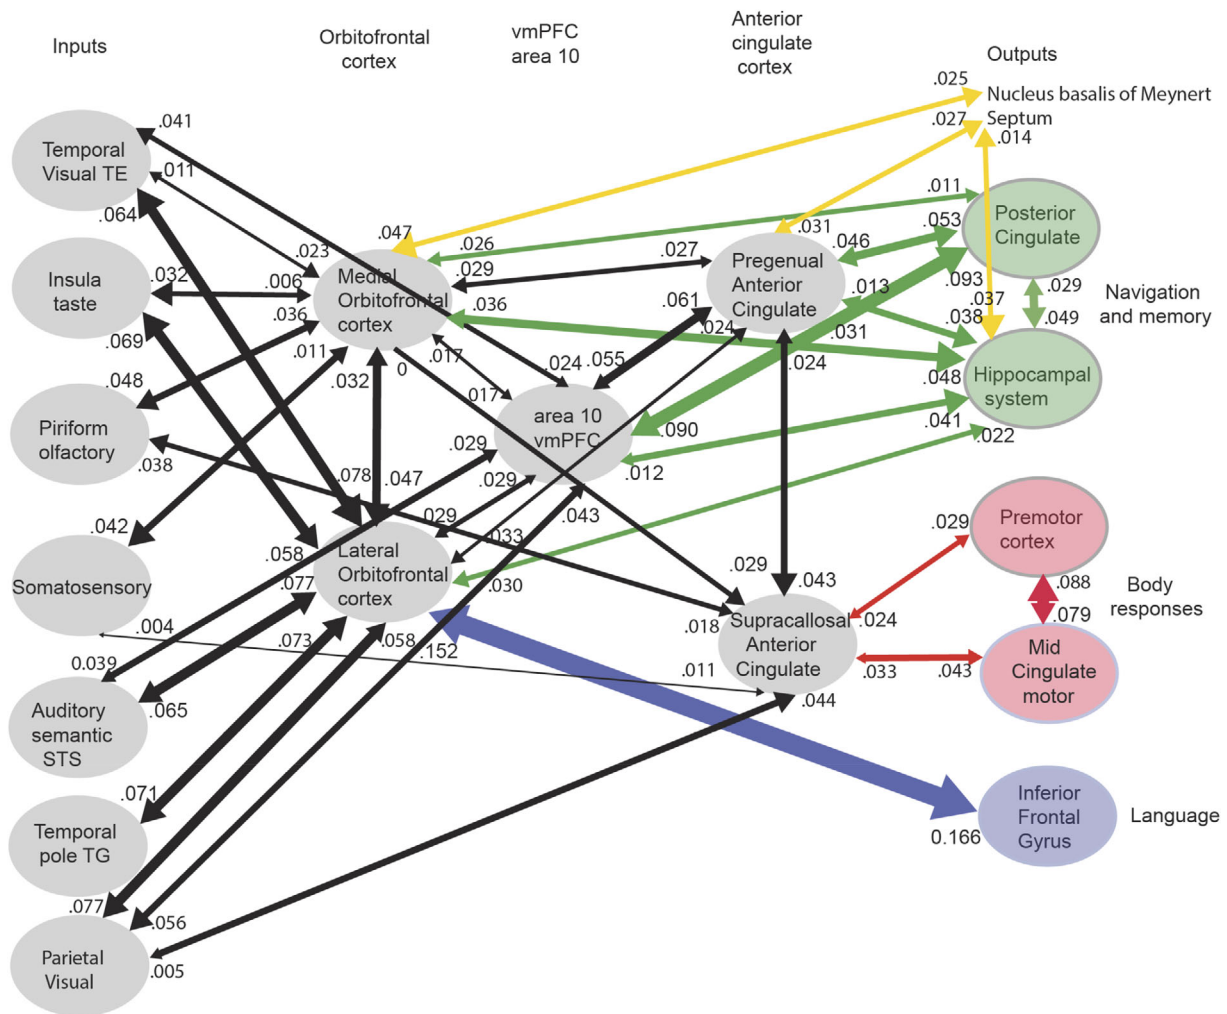 Inputs
Orbitofrontal
cortex
vmPFC
area 10
Anterior
cingulate
cortex
Outputs
.025
Nucleus basalis of Meynert
.041
.027
Septum
.014
Temporal
Visual TE
.011
.011
.064
.047
.031
.053
Posterior
Cingulate
.023
.026
.027
.046
Insula
taste
.032
.006
Medial
Orbitofrontal
cortex
.029
Pregenual
Anterior
Cingulate
.013
.093
.029
Navigation
and memory
.036
.036
.061
.024
.031
.037
.038
.049
.069
.011
.017
0
.024
.055
.024
.048
.032
.048
Hippocampal
system
Piriform
olfactory
.017
area 10
vmPFC
.090
.041
.022
.038
.029
.012
.078
.047
.029
.043
.042
.029
.033
.029
Premotor
cortex
.058
Lateral
Orbitofrontal
cortex
.077
.030
.029
.043
.088
.079
Body
responses
Somatosensory
.004
.073
.058
.152
.018
Supracallosal
Anterior
Cingulate
.024
0.039
.011
.033
.043
Mid
Cingulate
motor
.065
.044
Auditory
semantic
STS
.071
Temporal
pole TG
Inferior
Frontal
Gyrus
Language
0.166
.077
.056
Parietal
Visual
.005